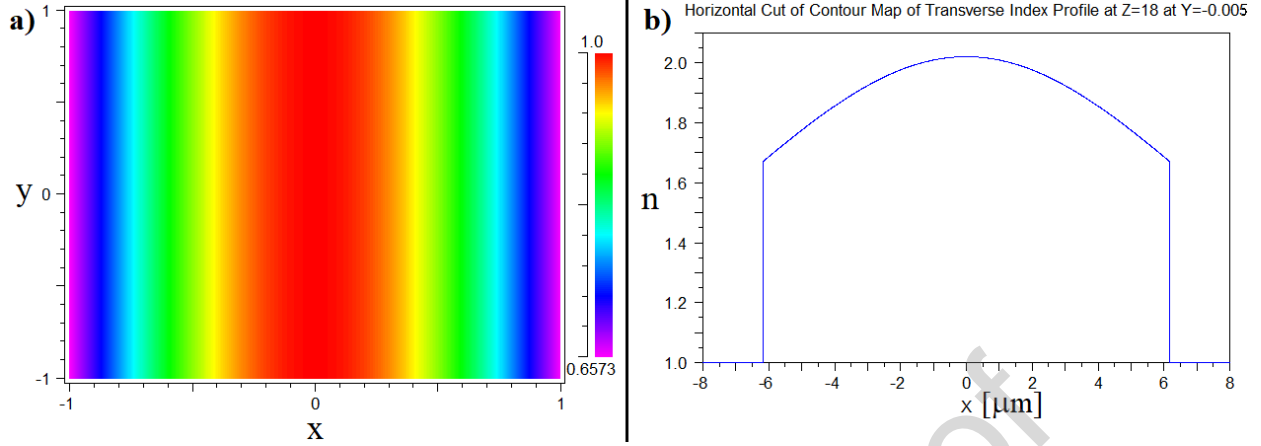 a)
1
0
-1
y
-1
0
1
x
1.0
0.6573
b)
Horizontal Cut of Contour Map of Transverse Index Profile at Z=18 at Y=-0.005
2.0
1.8
1.6
1.4
1.2
1.0
n
-8 -6 -4 -2 0 2 4 6 8
x [μm]
of